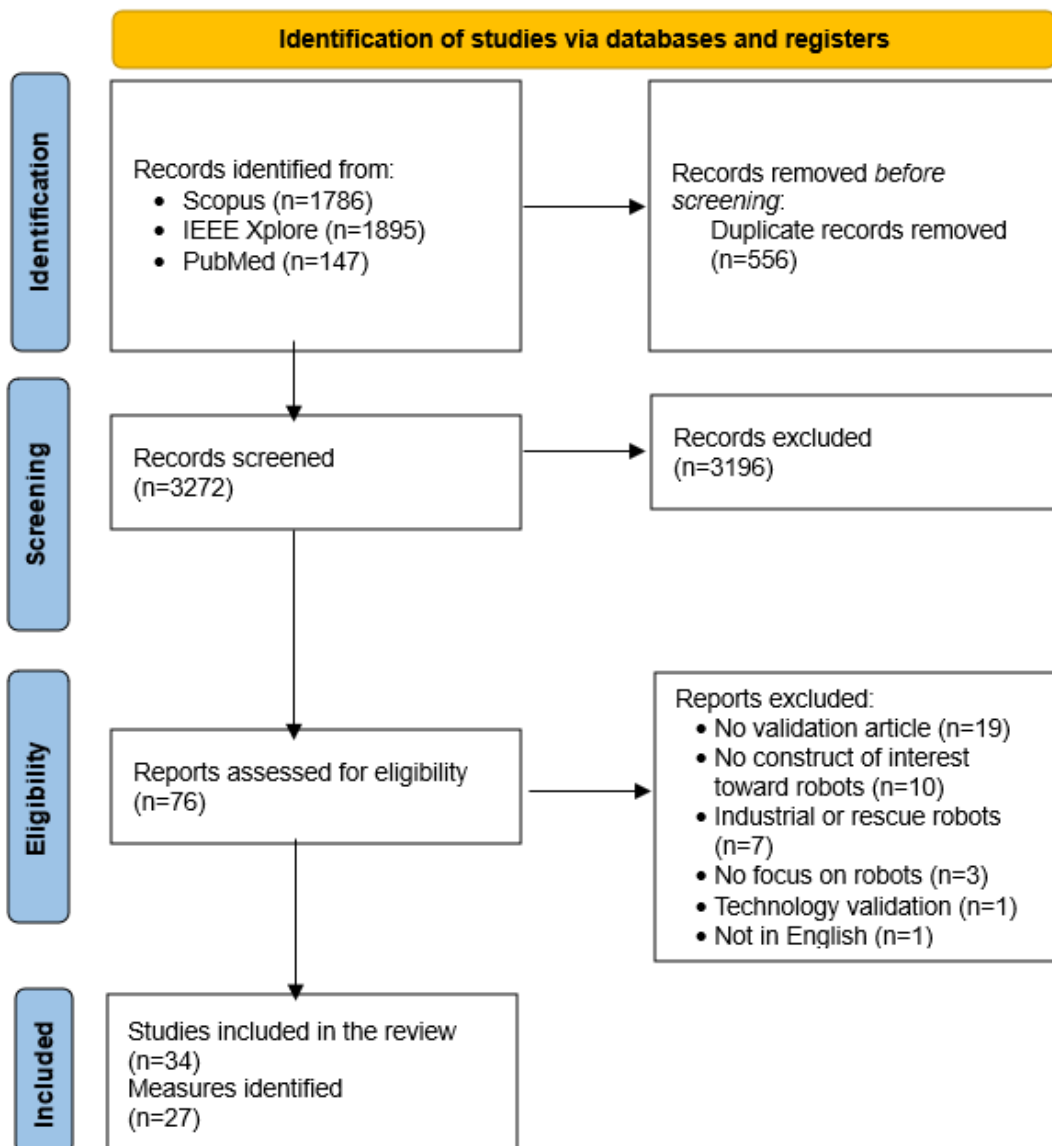 Identification of studies via databases and registers
Identification
Records identified from:
• Scopus (n=1786)
• IEEE Xplore (n=1895)
• PubMed (n=147)
Records removed before
screening:
Duplicate records removed
(n=556)
Screening
Records screened
(n=3272)
Records excluded
(n=3196)
Eligibility
Reports assessed for eligibility
(n=76)
Reports excluded:
• No validation article (n=19)
• No construct of interest
toward robots (n=10)
• Industrial or rescue robots
(n=7)
• No focus on robots (n=3)
• Technology validation (n=1)
• Not in English (n=1)
Included
Studies included in the review
(n=34)
Measures identified
(n=27)